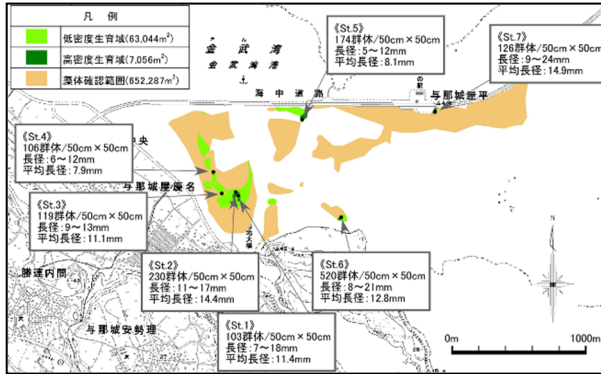 凡例
低密度生育域(63,044m²)
高密度生育域(7,056m²)
藻体確認範囲(652,287m²)
金武湾
金武湾港
海中道路
《St.5》
174群体/50cm×50cm
長径:5～12mm
平均長径:8.1mm
《St.7》
126群体/50cm×50cm
長径:9～24mm
平均長径:14.9mm
与那城屋平
《St.4》
106群体/50cm×50cm
長径:6～12mm
平均長径:7.9mm
与那城屋慶名
《St.3》
119群体/50cm×50cm
長径:9～13mm
平均長径:11.1mm
《St.2》
230群体/50cm×50cm
長径:11～17mm
平均長径:14.4mm
《St.6》
520群体/50cm×50cm
長径:8～21mm
平均長径:12.8mm
《St.1》
103群体/50cm×50cm
長径:7～18mm
平均長径:11.4mm
勝連内間
与那城安勢理
N
0m
1000m